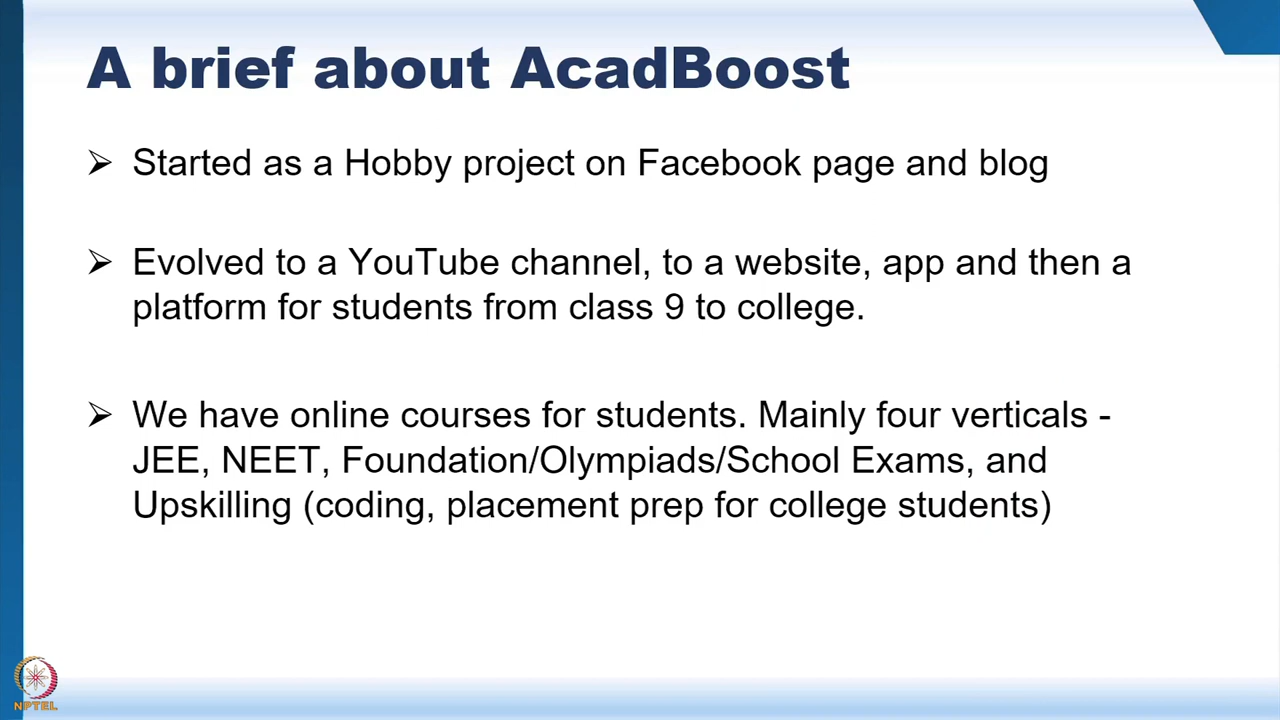 A brief about AcadBoost
➢ Started as a Hobby project on Facebook page and blog
➢ Evolved to a YouTube channel, to a website, app and then a
platform for students from class 9 to college.
➢ We have online courses for students. Mainly four verticals -
JEE, NEET, Foundation/Olympiads/School Exams, and
Upskilling (coding, placement prep for college students)
NPTEL